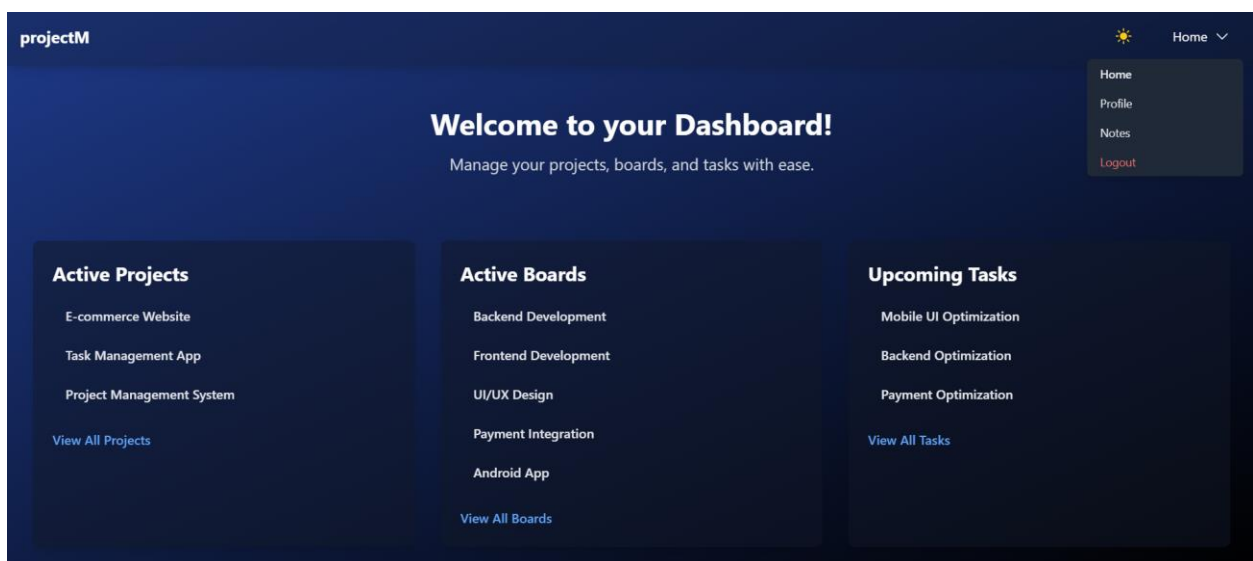 projectM
Home
Home
Profile
Notes
Logout
Welcome to your Dashboard!
Manage your projects, boards, and tasks with ease.
Active Projects
E-commerce Website
Task Management App
Project Management System
View All Projects
Active Boards
Backend Development
Frontend Development
UI/UX Design
Payment Integration
Android App
View All Boards
Upcoming Tasks
Mobile UI Optimization
Backend Optimization
Payment Optimization
View All Tasks